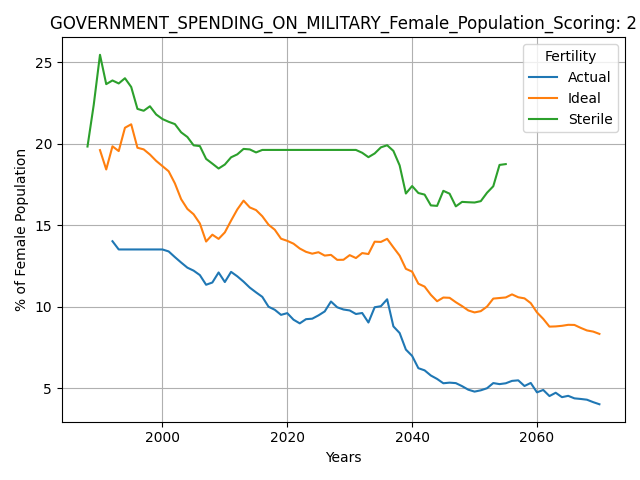 GOVERNMENT_SPENDING_ON_MILITARY_Female_Population_Scoring: 2
Fertility
Actual
Ideal
Sterile
% of Female Population
25
20
15
10
5
2000 2020 2040 2060
Years